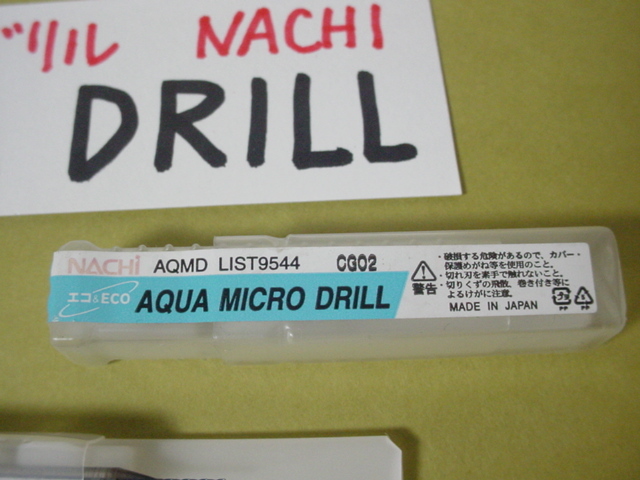 ドリル NACHI
DRILL
NACHi AQMD LIST9544 CG02
エコ&ECO AQUA MICRO DRILL
警告
・破損する危険があるので、カバー・
保護めがね等を使用のこと。
・切れ刃を素手で触れないこと。
・切りくずの飛散、巻き付き等に
よるけがに注意。
MADE IN JAPAN
プラ
PP PP